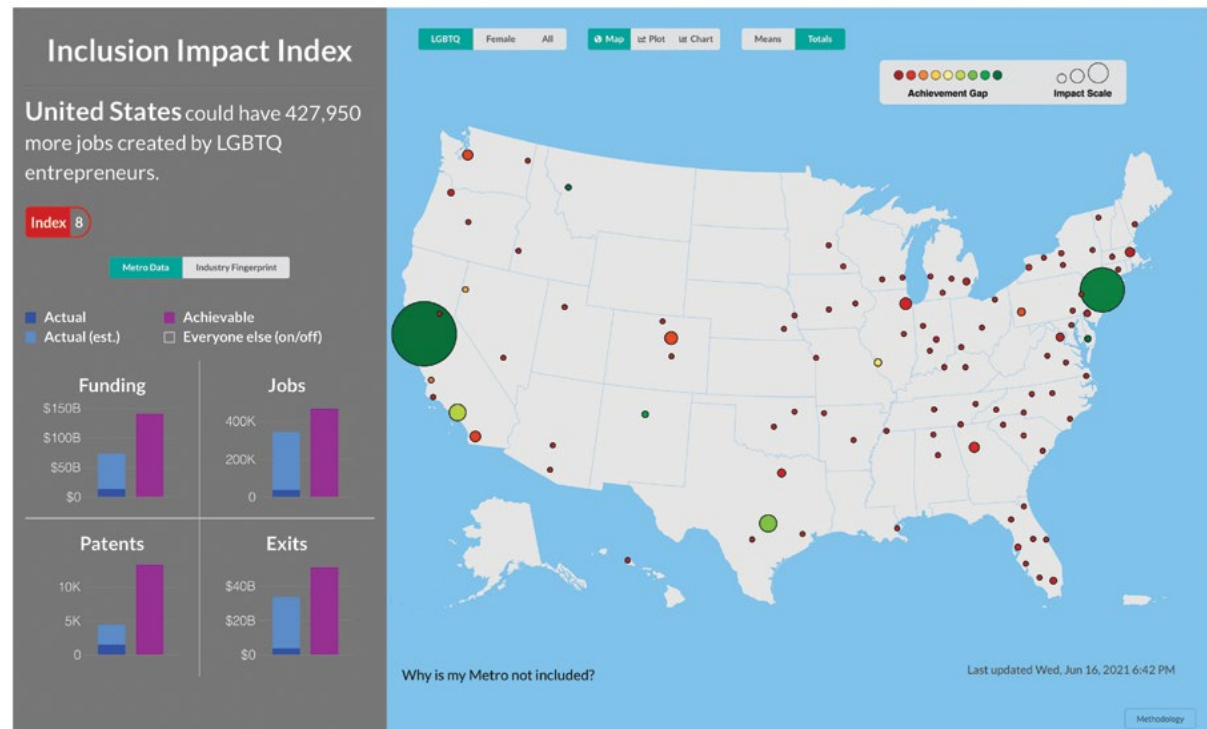 Inclusion Impact Index
United States could have 427,950
more jobs created by LGBTQ
entrepreneurs.
Index 8
Metro Data Industry Fingerprint
Actual Achievable
Actual (est.) Everyone else (on/off)
Funding
$150B
$100B
$50B
$0
Jobs
400K
200K
0
Patents
10K
5K
0
Exits
$40B
$20B
$0
LGBTQ Female All Map Plot Chart Means Totals
Achievement Gap Impact Scale
Why is my Metro not included?
Last updated Wed, Jun 16, 2021 6:42 PM
Methodology